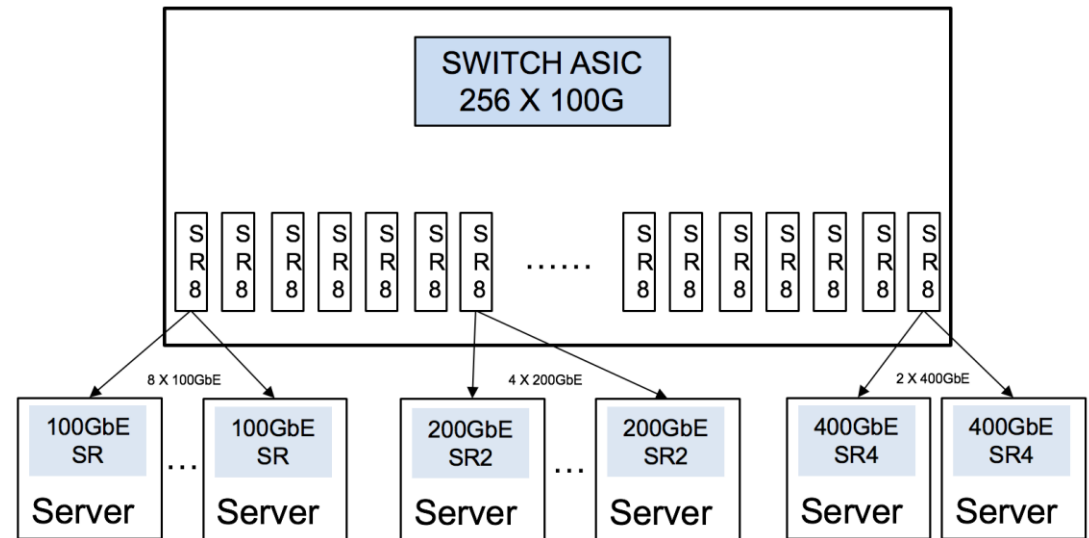 SWITCH ASIC
256 X 100G
S S S S S S S S S S S S S S
R R R R R R R ...... R R R R R R R
8 8 8 8 8 8 8 8 8 8 8 8 8 8
8 X 100GbE 4 X 200GbE 2 X 400GbE
100GbE 100GbE 200GbE 200GbE 400GbE 400GbE
SR ... SR SR2 ... SR2 SR4 SR4
Server Server Server Server Server Server